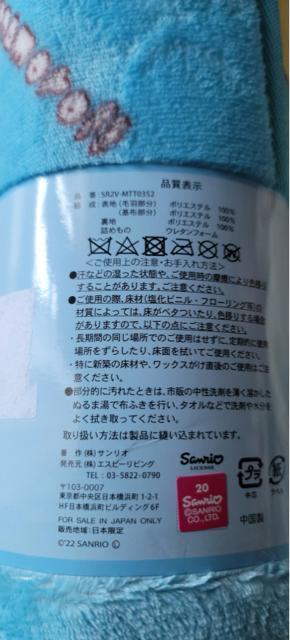 品質表示
品　番：SR2V-MTT0352
組　成：表地（毛羽部分）　ポリエステル　100%
（基布部分）　ポリエステル　100%
裏地　ポリエステル　100%
詰めもの　ウレタンフォーム
＜ご使用上の注意・お手入れ方法＞
●汗などの湿った状態や、ご使用時の摩擦により色移り
することがあります。ご注意ください。
●ご使用の際、床材（塩化ビニル・フローリング等）の
材質によっては、床がベタついたり、色移りする場合
がありますので、以下の点にご注意ください。
・長期間の同じ場所でのご使用はせずに、定期的に使用
場所をずらしたり、床面を拭いてご使用ください。
・特に新築の床材や、ワックスがけ直後のご使用はご注
意ください。
●部分的に汚れたときは、市販の中性洗剤を薄く溶かした
ぬるま湯で布ふきを行い、タオルなどで洗剤や水分を
よく拭き取ってください。
取り扱い方法は製品に縫い込まれています。
著　作（株）サンリオ
発売元（株）エスピーリビング
TEL：03-5822-0790
〒103-0007
東京都中央区日本橋浜町1-2-1
HF日本橋浜町ビルディング6F
FOR SALE IN JAPAN ONLY
販売地域：日本限定
©'22 SANRIO Ⓛ
Sanrio
LICENSE
20
Sanrio
©SANRIO
CO.,LTD.
プラ
紙
中国製